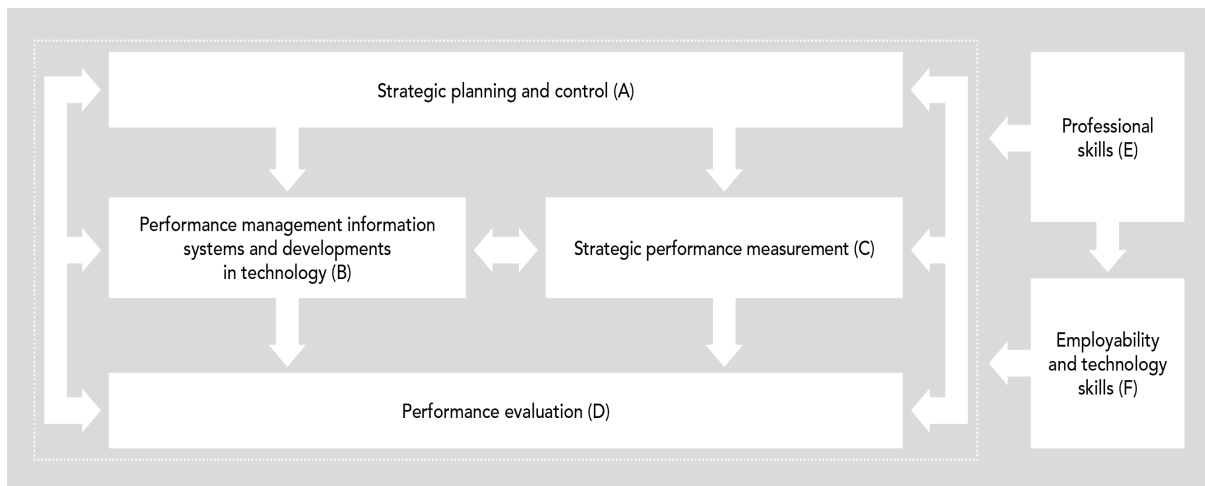 Strategic planning and control (A)
Professional
skills (E)
Performance management information
systems and developments
in technology (B)
Strategic performance measurement (C)
Employability
and technology
skills (F)
Performance evaluation (D)